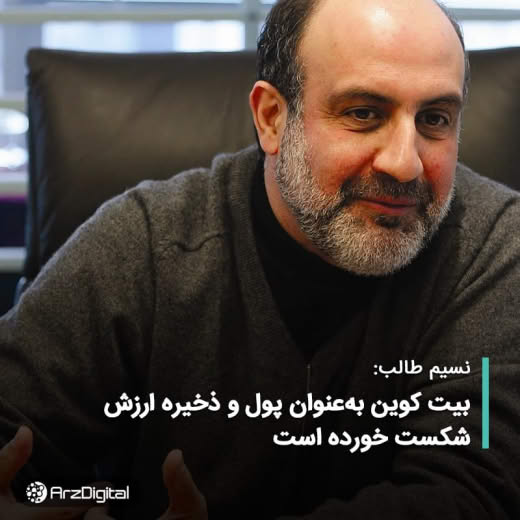 نسیم طالب:
بیت کوین به‌عنوان پول و ذخیره ارزش
شکست خورده است
ArzDigital